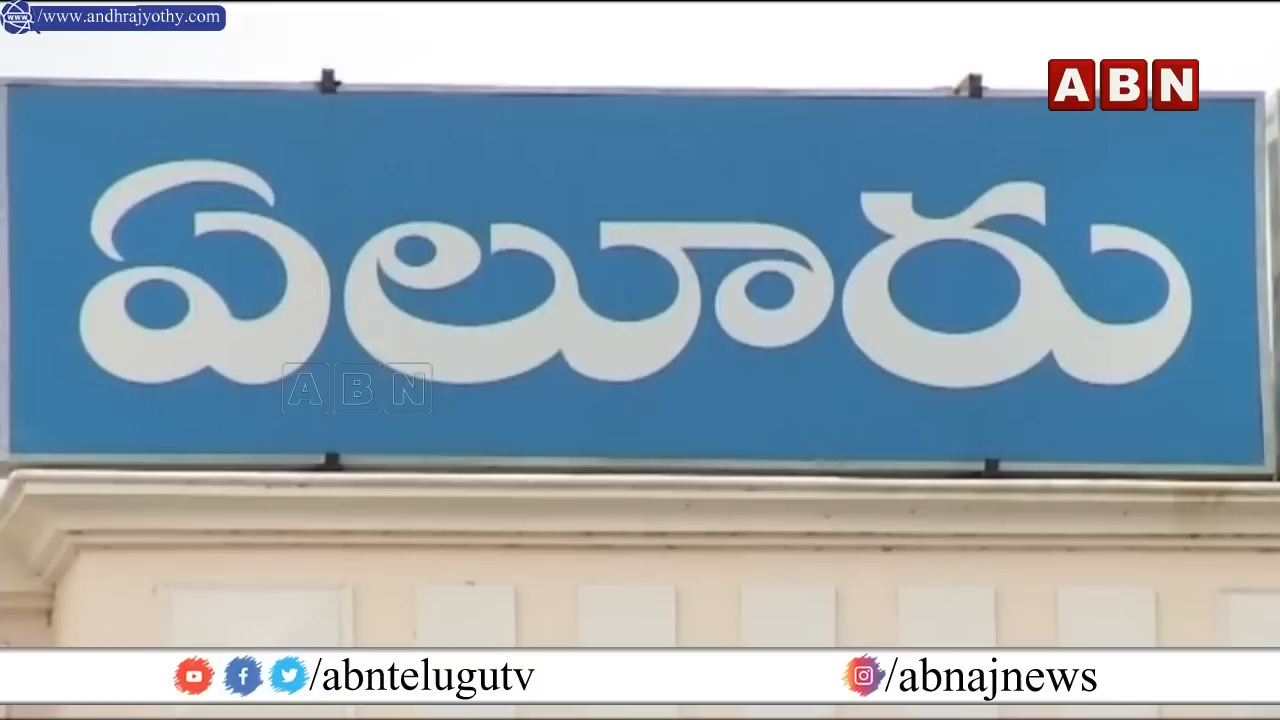 /www.andhrajyothy.com
ABN
ఏలూరు
ABN
/abntelugutv
/abnajnews